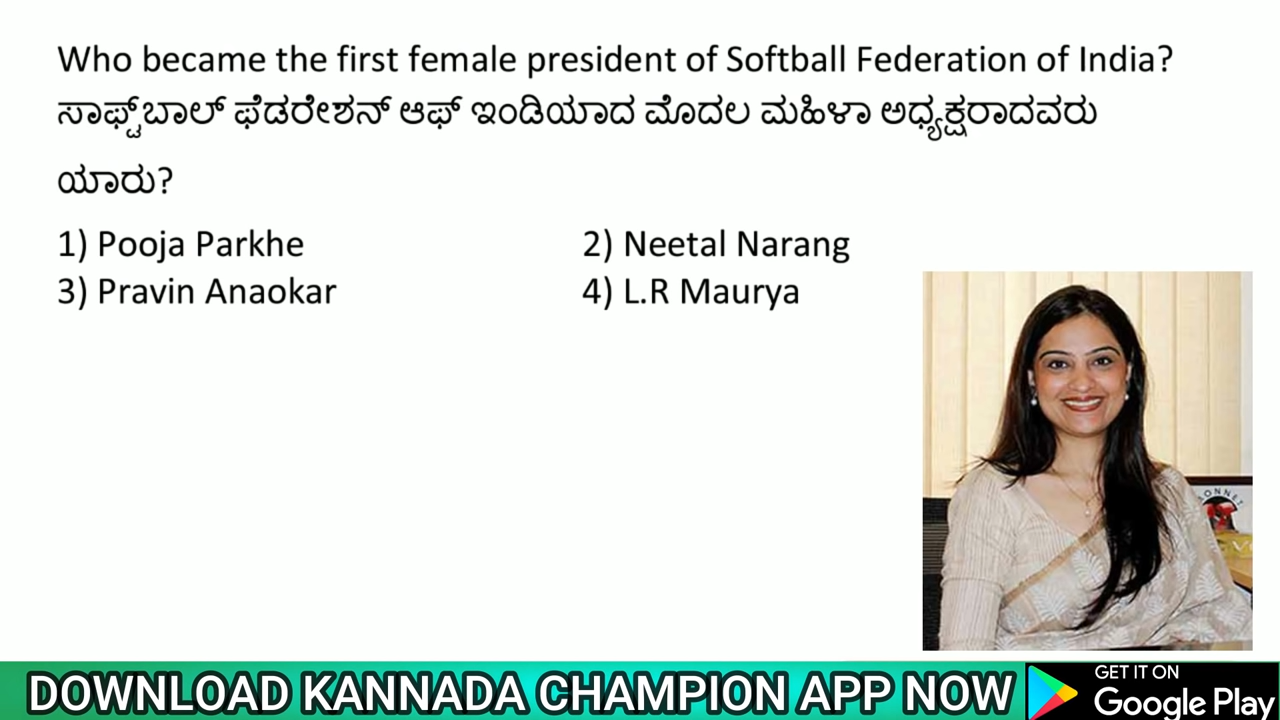 Who became the first female president of Softball Federation of India?
ಸಾಫ್ಟ್‌ಬಾಲ್ ಫೆಡರೇಶನ್ ಆಫ್ ಇಂಡಿಯಾದ ಮೊದಲ ಮಹಿಳಾ ಅಧ್ಯಕ್ಷರಾದವರು
ಯಾರು?
1) Pooja Parkhe 2) Neetal Narang
3) Pravin Anaokar 4) L.R Maurya
DOWNLOAD KANNADA CHAMPION APP NOW
GET IT ON
Google Play